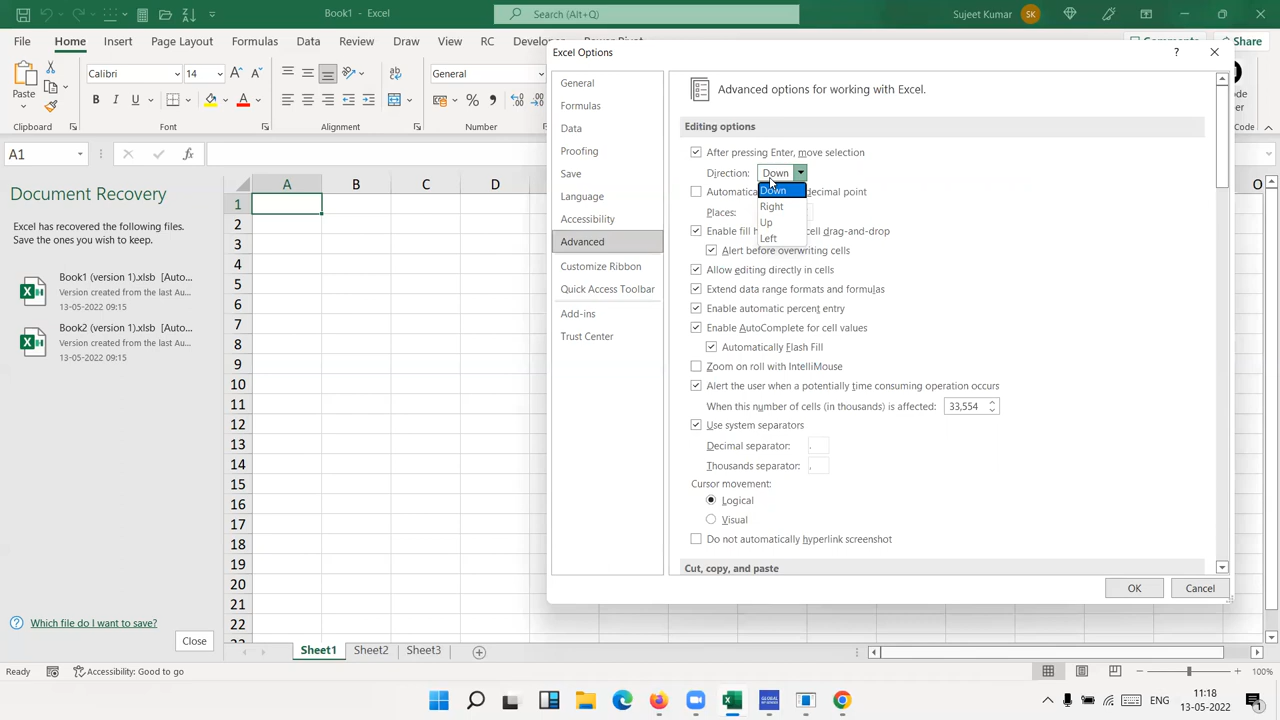 Book1 - Excel
Search (Alt+F)
Sujeet Kumar
SK
File
Home
Insert
Page Layout
Formulas
Data
Review
View
Automate
Draw
Power Pivot
Share
Paste
Calibri
14
General
Clipboard
Font
Alignment
Number
Code
A1
fx
Document Recovery
Excel has recovered the following files.
Save the ones you wish to keep.
Book1 (version 1).xlsb [Auto...
Version created from the last Au...
13-05-2022 09:15
Book2 (version 1).xlsb [Auto...
Version created from the last Au...
13-05-2022 09:15
Which file do I want to save?
Close
A
B
C
D
O
1
2
3
4
5
6
7
8
9
10
11
12
13
14
15
16
17
18
19
20
21
22
Excel Options
General
Formulas
Data
Proofing
Save
Language
Accessibility
Advanced
Customize Ribbon
Quick Access Toolbar
Add-ins
Trust Center
Advanced options for working with Excel.
Editing options
After pressing Enter, move selection
Direction: Down
Down
Right
Up
Left
Automatica decimal point
Places:
Enable fill h cell drag-and-drop
Alert before overwriting cells
Allow editing directly in cells
Extend data range formats and formulas
Enable automatic percent entry
Enable AutoComplete for cell values
Automatically Flash Fill
Zoom on roll with IntelliMouse
Alert the user when a potentially time consuming operation occurs
When this number of cells (in thousands) is affected: 33,554
Use system separators
Decimal separator: .
Thousands separator: ,
Cursor movement:
Logical
Visual
Do not automatically hyperlink screenshot
Cut, copy, and paste
OK
Cancel
Sheet1
Sheet2
Sheet3
Ready
Accessibility: Good to go
100%
ENG
11:18
13-05-2022